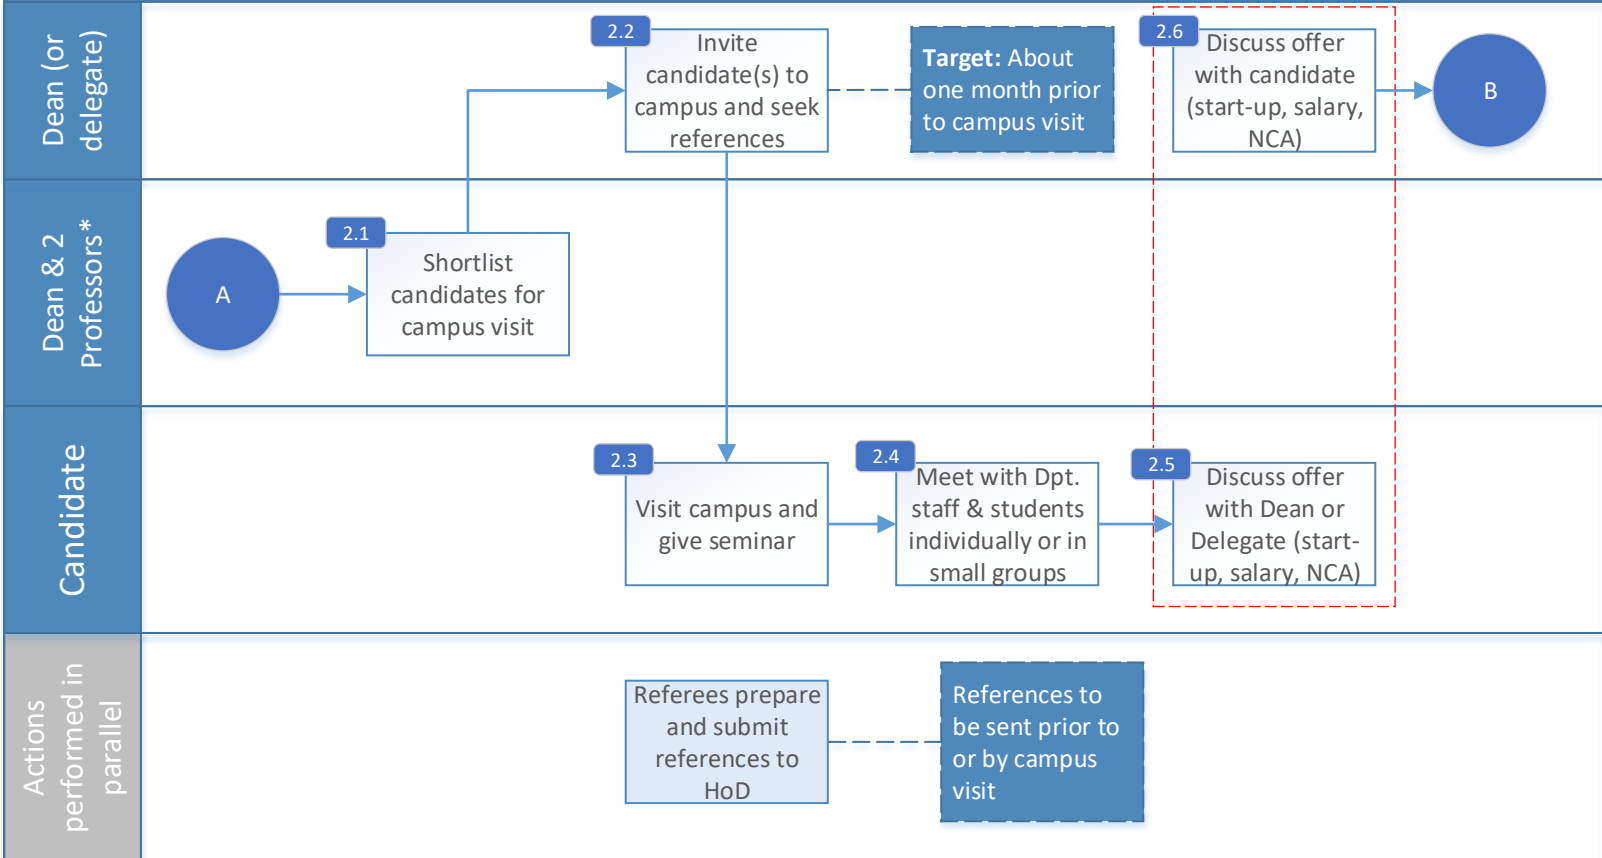 Dean (or
delegate)
2.2
Invite
candidate(s) to
campus and seek
references
Target: About
one month prior
to campus visit
2.6
Discuss offer
with candidate
(start-up, salary,
NCA)
B
Dean & 2
Professors*
A
2.1
Shortlist
candidates for
campus visit
Candidate
2.3
Visit campus and
give seminar
2.4
Meet with Dpt.
staff & students
individually or in
small groups
2.5
Discuss offer
with Dean or
Delegate (start-
up, salary, NCA)
Actions
performed in
parallel
Referees prepare
and submit
references to
HoD
References to
be sent prior to
or by campus
visit